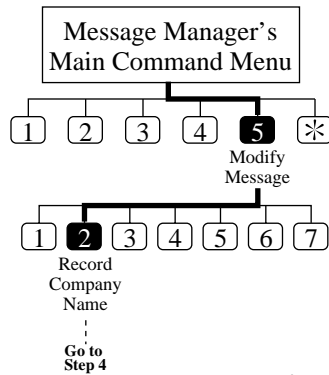 Message Manager's
Main Command Menu
1 2 3 4 5 *
Modify
Message
1 2 3 4 5 6 7
Record
Company
Name
Go to
Step 4